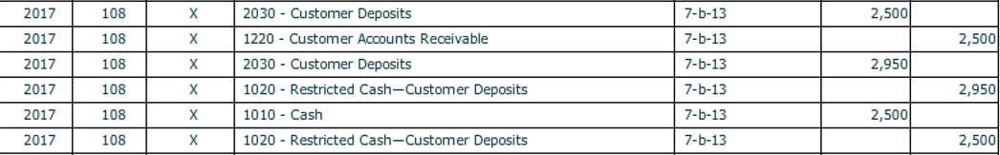 2017 108 X 2030 - Customer Deposits 7-b-13 2,500
2017 108 X 1220 - Customer Accounts Receivable 7-b-13 2,500
2017 108 X 2030 - Customer Deposits 7-b-13 2,950
2017 108 X 1020 - Restricted Cash—Customer Deposits 7-b-13 2,950
2017 108 X 1010 - Cash 7-b-13 2,500
2017 108 X 1020 - Restricted Cash—Customer Deposits 7-b-13 2,500